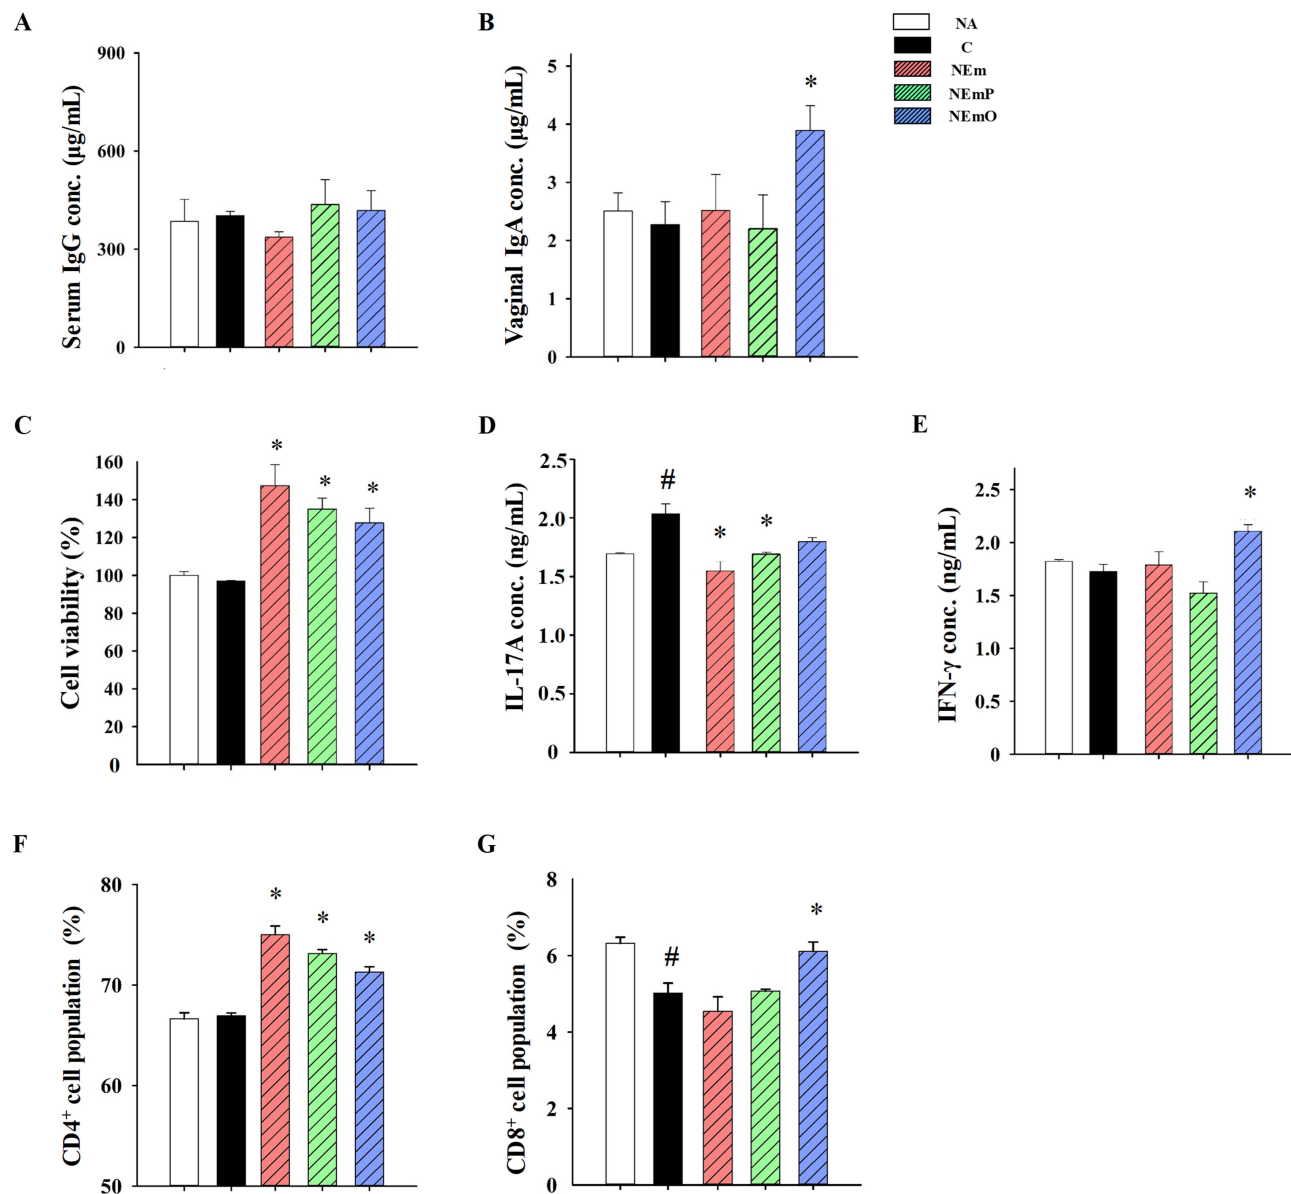 A
B
NA
C
NEm
NEmP
NEmO
Serum IgG conc. (µg/mL)
900
600
300
0
Vaginal IgA conc. (µg/mL)
5
4
3
2
1
0
*
C
D
E
Cell viability (%)
160
140
120
100
80
60
40
20
0
*
*
*
IL-17A conc. (ng/mL)
2.5
2.0
1.5
1.0
0.5
0
#
*
*
IFN-γ conc. (ng/mL)
2.5
2.0
1.5
1.0
0.5
0
*
F
G
CD4⁺ cell population (%)
80
70
60
50
*
*
*
CD8⁺ cell population (%)
8
6
4
2
0
#
*